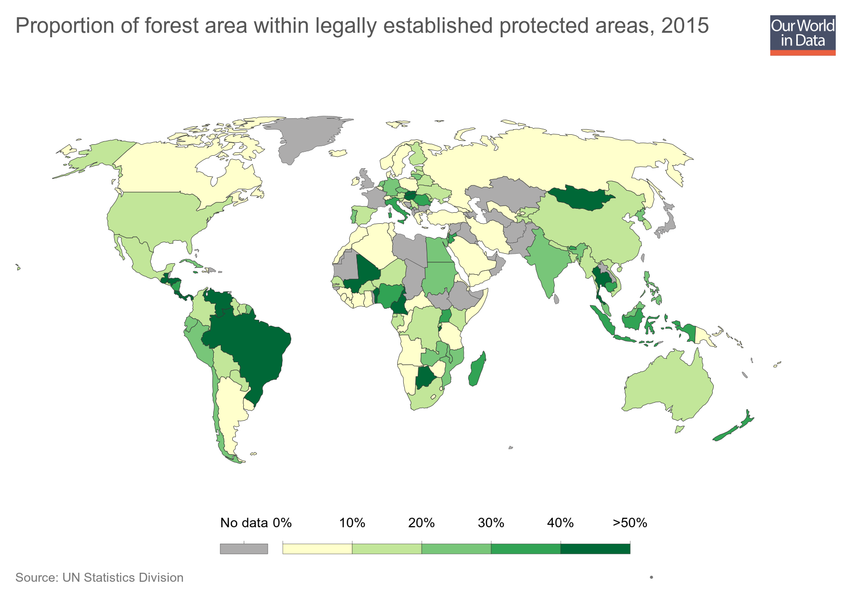 Proportion of forest area within legally established protected areas, 2015
Our World
in Data
No data 0% 10% 20% 30% 40% >50%
Source: UN Statistics Division